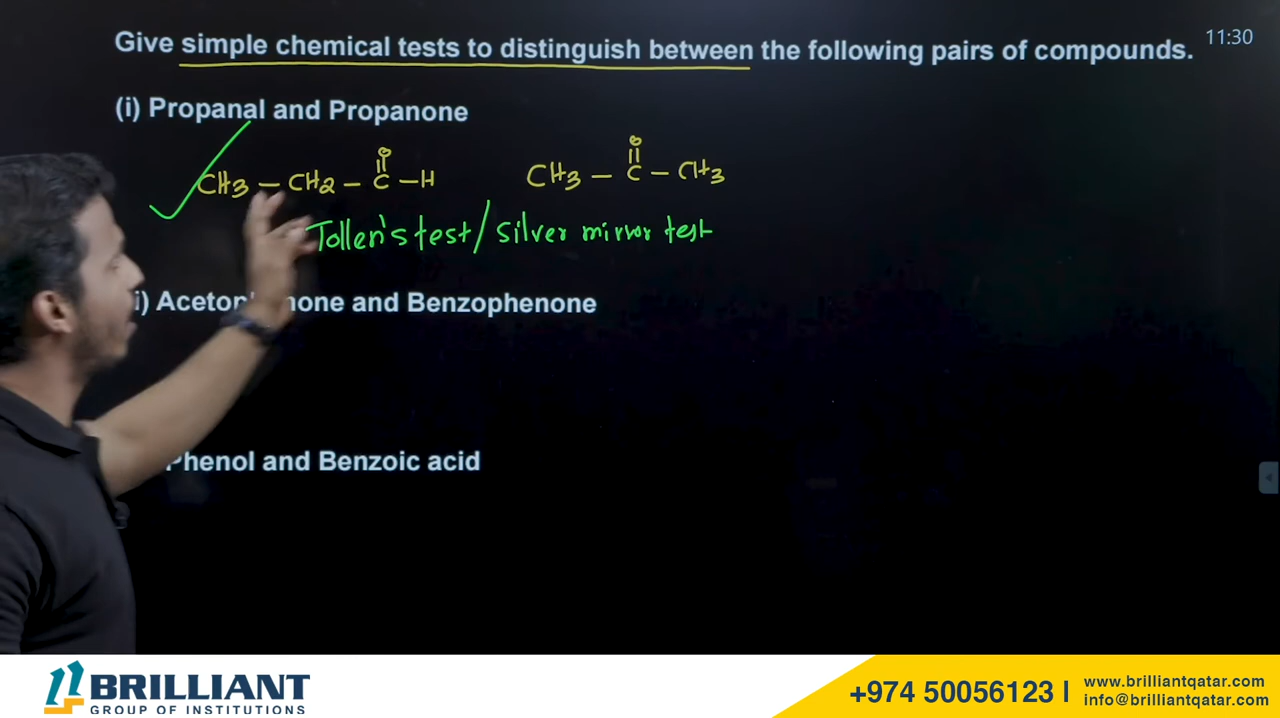 Give simple chemical tests to distinguish between the following pairs of compounds.
11:30
(i) Propanal and Propanone
CH3 — CH2 — C — H
O
CH3 — C — CH3
O
Tollen's test / Silver mirror test
i) and Benzophenone
Phenol and Benzoic acid
BRILLIANT
GROUP OF INSTITUTIONS
+974 50056123 |
www.brilliantqatar.com
info@brilliantqatar.com